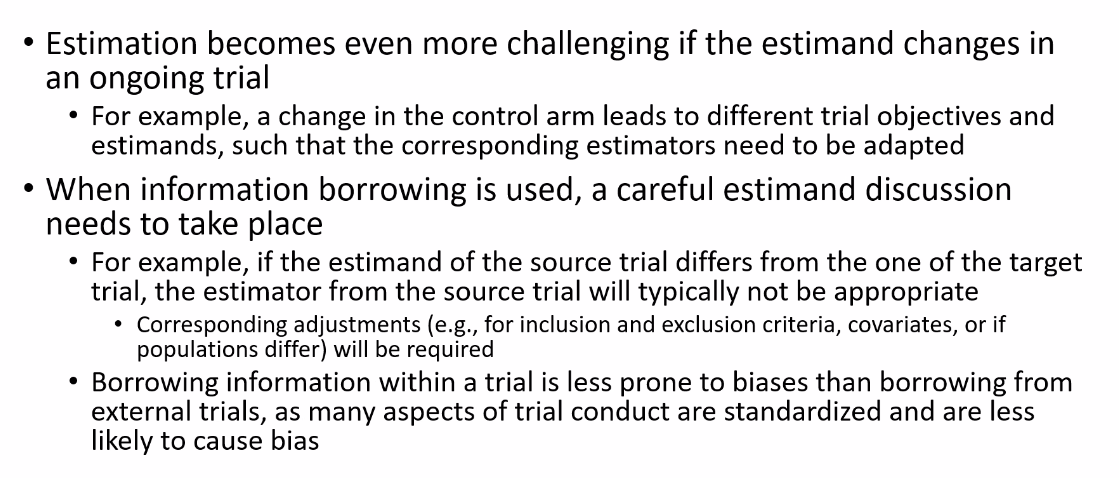 • Estimation becomes even more challenging if the estimand changes in
an ongoing trial
• For example, a change in the control arm leads to different trial objectives and
estimands, such that the corresponding estimators need to be adapted
• When information borrowing is used, a careful estimand discussion
needs to take place
• For example, if the estimand of the source trial differs from the one of the target
trial, the estimator from the source trial will typically not be appropriate
• Corresponding adjustments (e.g., for inclusion and exclusion criteria, covariates, or if
populations differ) will be required
• Borrowing information within a trial is less prone to biases than borrowing from
external trials, as many aspects of trial conduct are standardized and are less
likely to cause bias